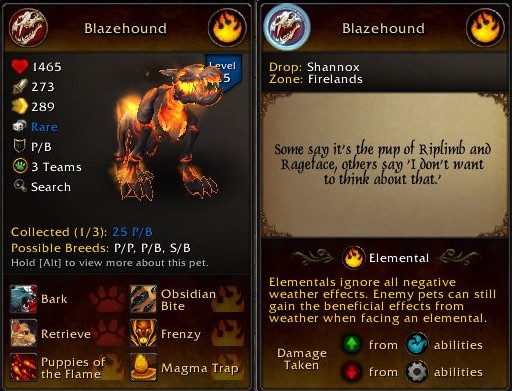 Blazehound
Level
25
1465
273
289
Rare
P/B
3 Teams
Search
Collected (1/3): 25 P/B
Possible Breeds: P/P, P/B, S/B
Hold [Alt] to view more about this pet.
Bark
Obsidian
Bite
Retrieve
Frenzy
Puppies of
the Flame
Magma Trap
Blazehound
Drop: Shannox
Zone: Firelands
Some say it's the pup of Riplimb and
Rageface, others say 'I don't want
to think about that.'
Elemental
Elementals ignore all negative
weather effects. Enemy pets can still
gain the beneficial effects from
weather when facing an elemental.
Damage
Taken
from abilities
from abilities